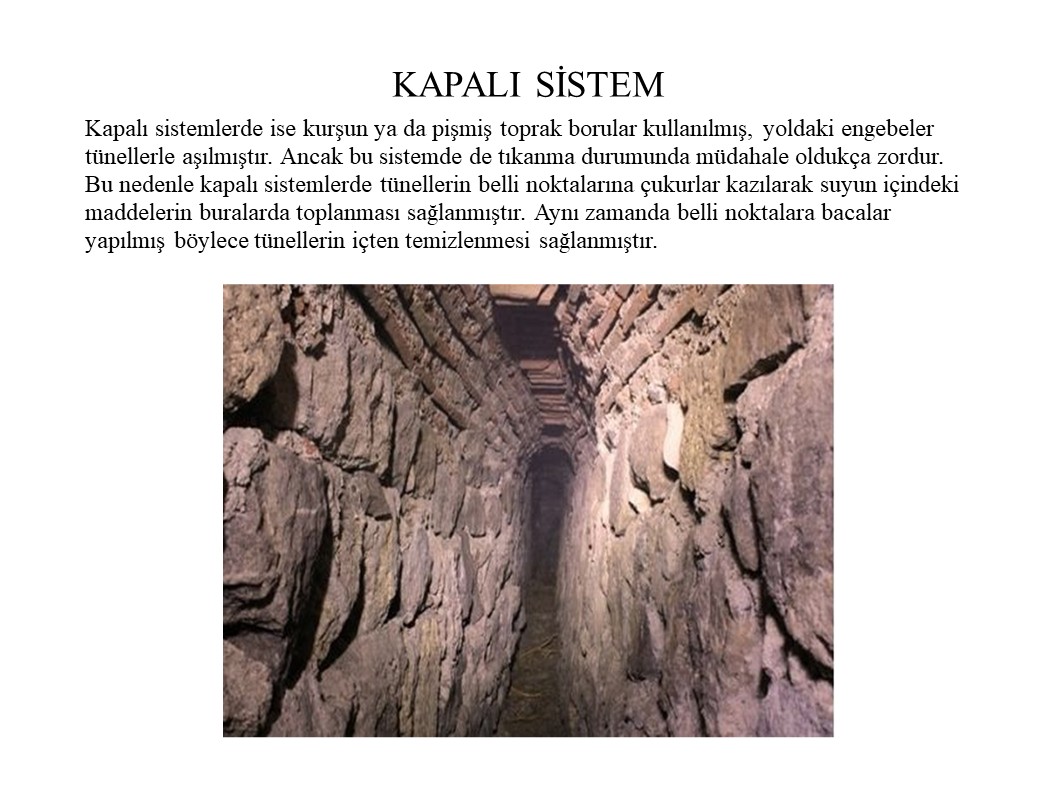 KAPALI SİSTEM
Kapalı sistemlerde ise kurşun ya da pişmiş toprak borular kullanılmış, yoldaki engebeler
tünellerle aşılmıştır. Ancak bu sistemde de tıkanma durumunda müdahale oldukça zordur.
Bu nedenle kapalı sistemlerde tünellerin belli noktalarına çukurlar kazılarak suyun içindeki
maddelerin buralarda toplanması sağlanmıştır. Aynı zamanda belli noktalara bacalar
yapılmış böylece tünellerin içten temizlenmesi sağlanmıştır.